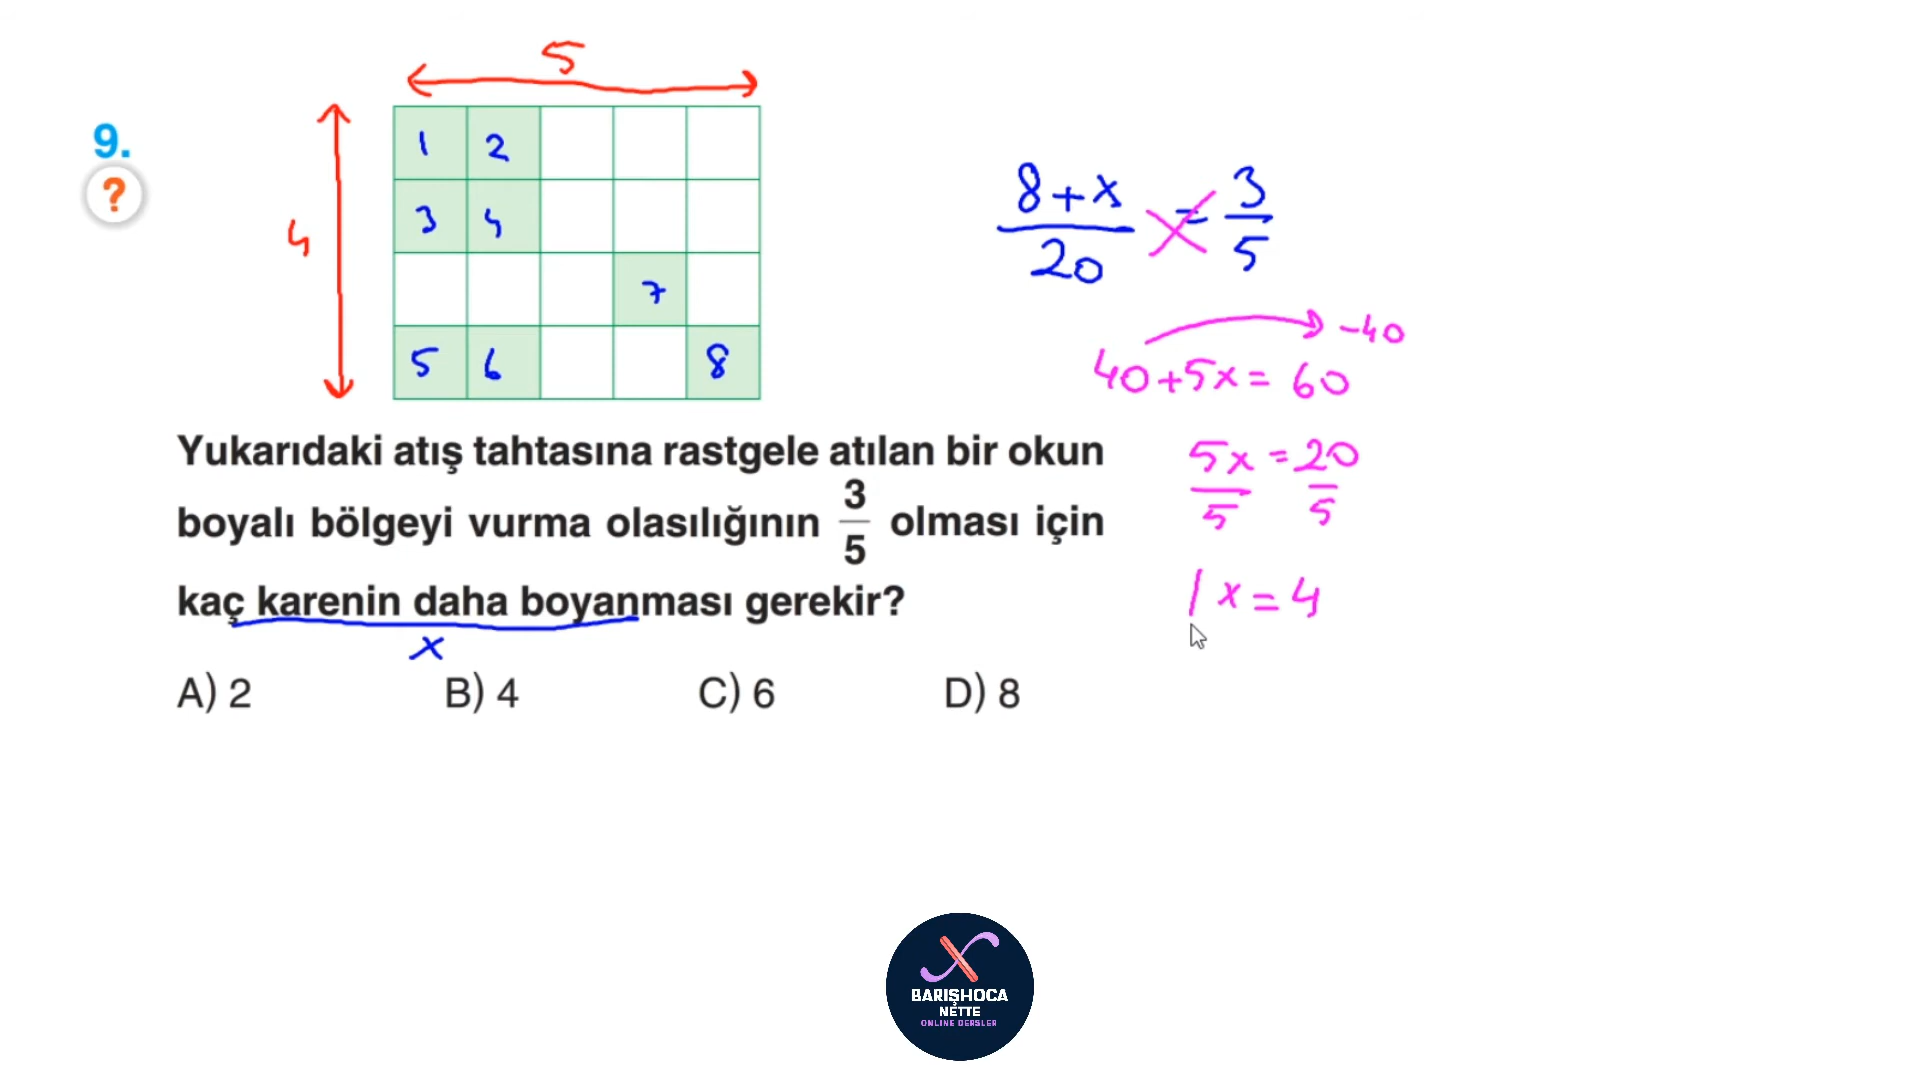 5
9.
?
4
1 2
3 4
7
5 6 8
Yukarıdaki atış tahtasına rastgele atılan bir okun
boyalı bölgeyi vurma olasılığının 3/5 olması için
kaç karenin daha boyanması gerekir?
x
A) 2 B) 4 C) 6 D) 8
8+x/20 = 3/5
-40
40+5x=60
5x/5=20/5
x=4
BARIŞHOCA
NETTE
ONLINE DERSLER